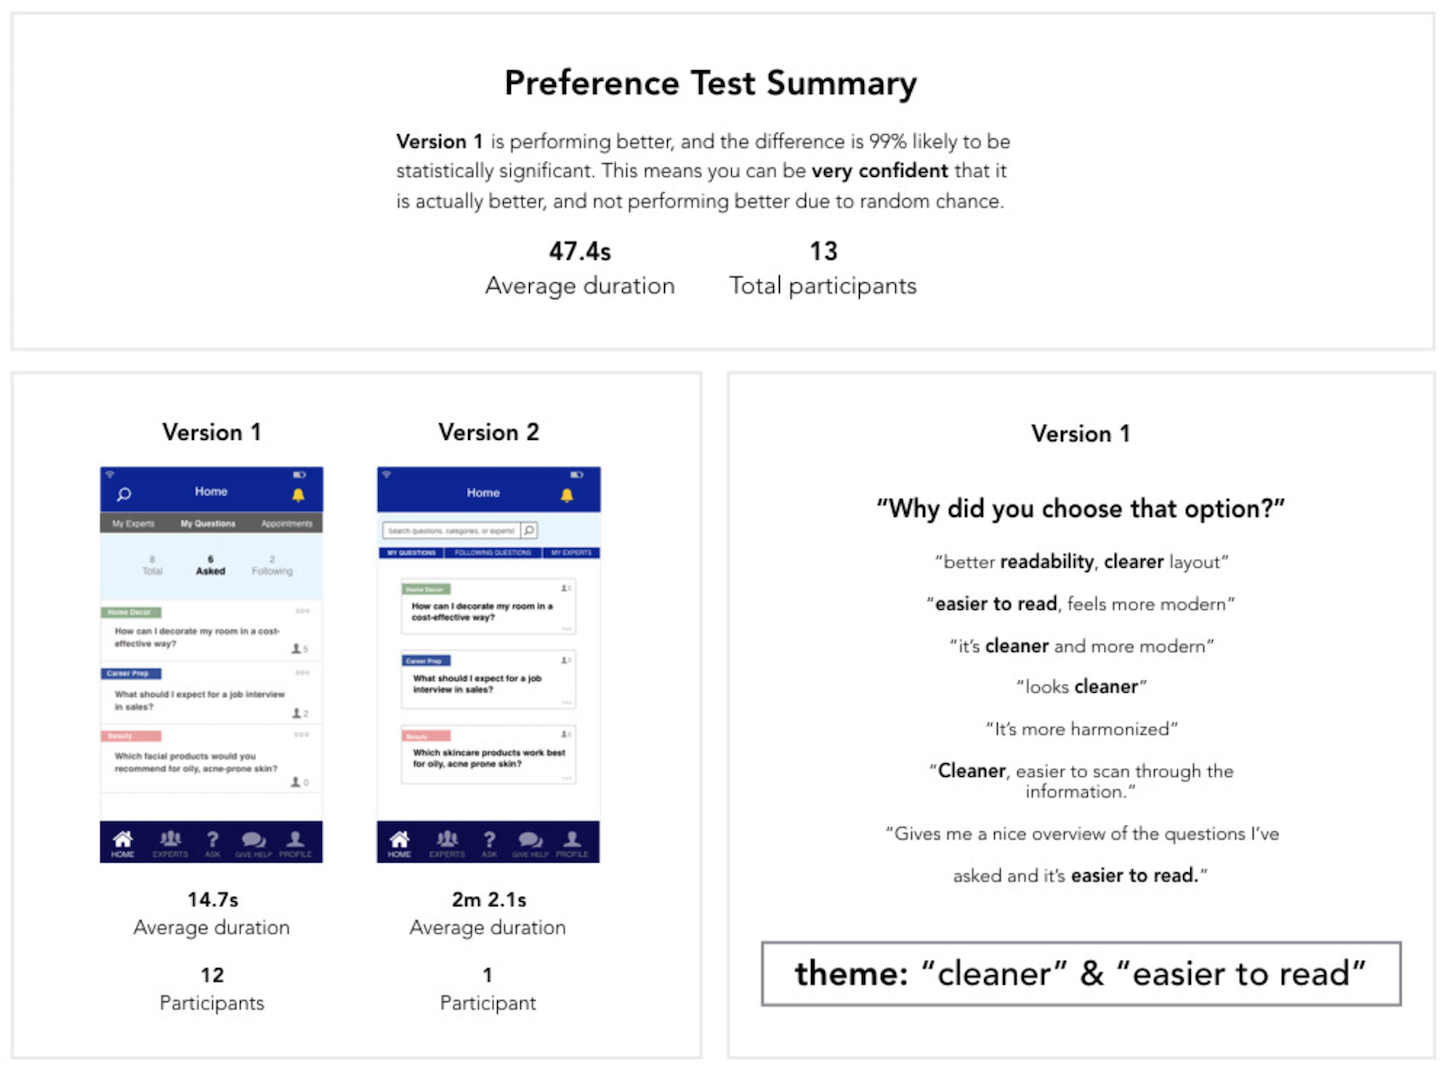 Preference Test Summary
Version 1 is performing better, and the difference is 99% likely to be
statistically significant. This means you can be very confident that it
is actually better, and not performing better due to random chance.
47.4s
Average duration
13
Total participants
Version 1
Home
My Experts
My Questions
Appointments
8
Total
6
Asked
2
Following
Home Decor
How can I decorate my room in a cost-
effective way?
5
Career Prep
What should I expect for a job interview
in sales?
2
Beauty
Which facial products would you
recommend for oily, acne-prone skin?
0
HOME
EXPERTS
ASK
GIVE HELP
PROFILE
14.7s
Average duration
12
Participants
Version 2
Home
Search questions, categories, or experts!
MY QUESTIONS
FOLLOWING QUESTIONS
MY EXPERTS
Home Decor
How can I decorate my room in a
cost-effective way?
Career Prep
What should I expect for a job
interview in sales?
Beauty
Which skincare products work best
for oily, acne prone skin?
HOME
EXPERTS
ASK
GIVE HELP
PROFILE
2m 2.1s
Average duration
1
Participant
Version 1
“Why did you choose that option?”
“better readability, clearer layout”
“easier to read, feels more modern”
“it’s cleaner and more modern”
“looks cleaner”
“It’s more harmonized”
“Cleaner, easier to scan through the
information.”
“Gives me a nice overview of the questions I’ve
asked and it’s easier to read.”
theme: “cleaner” & “easier to read”